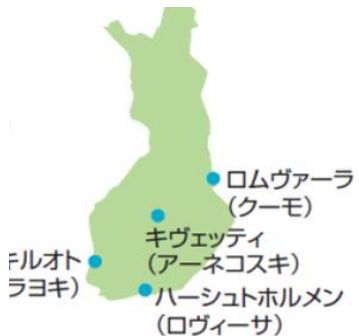 ロムヴァーラ
(クーモ)
キヴェッティ
(アーネコスキ)
キルオト
ラヨキ)
ハーシュトホルメン
(ロヴィーサ)